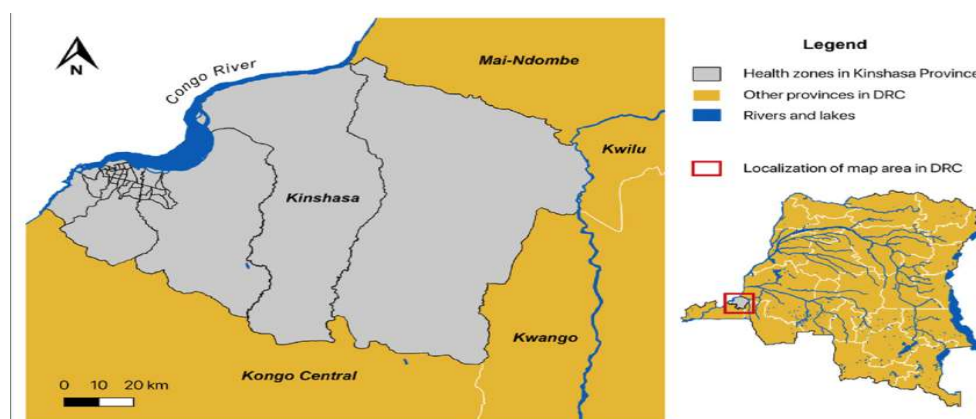 N
Congo River
Mai-Ndombe
Kwilu
Kinshasa
Kwango
Kongo Central
0 10 20 km
Legend
Health zones in Kinshasa Province
Other provinces in DRC
Rivers and lakes
Localization of map area in DRC